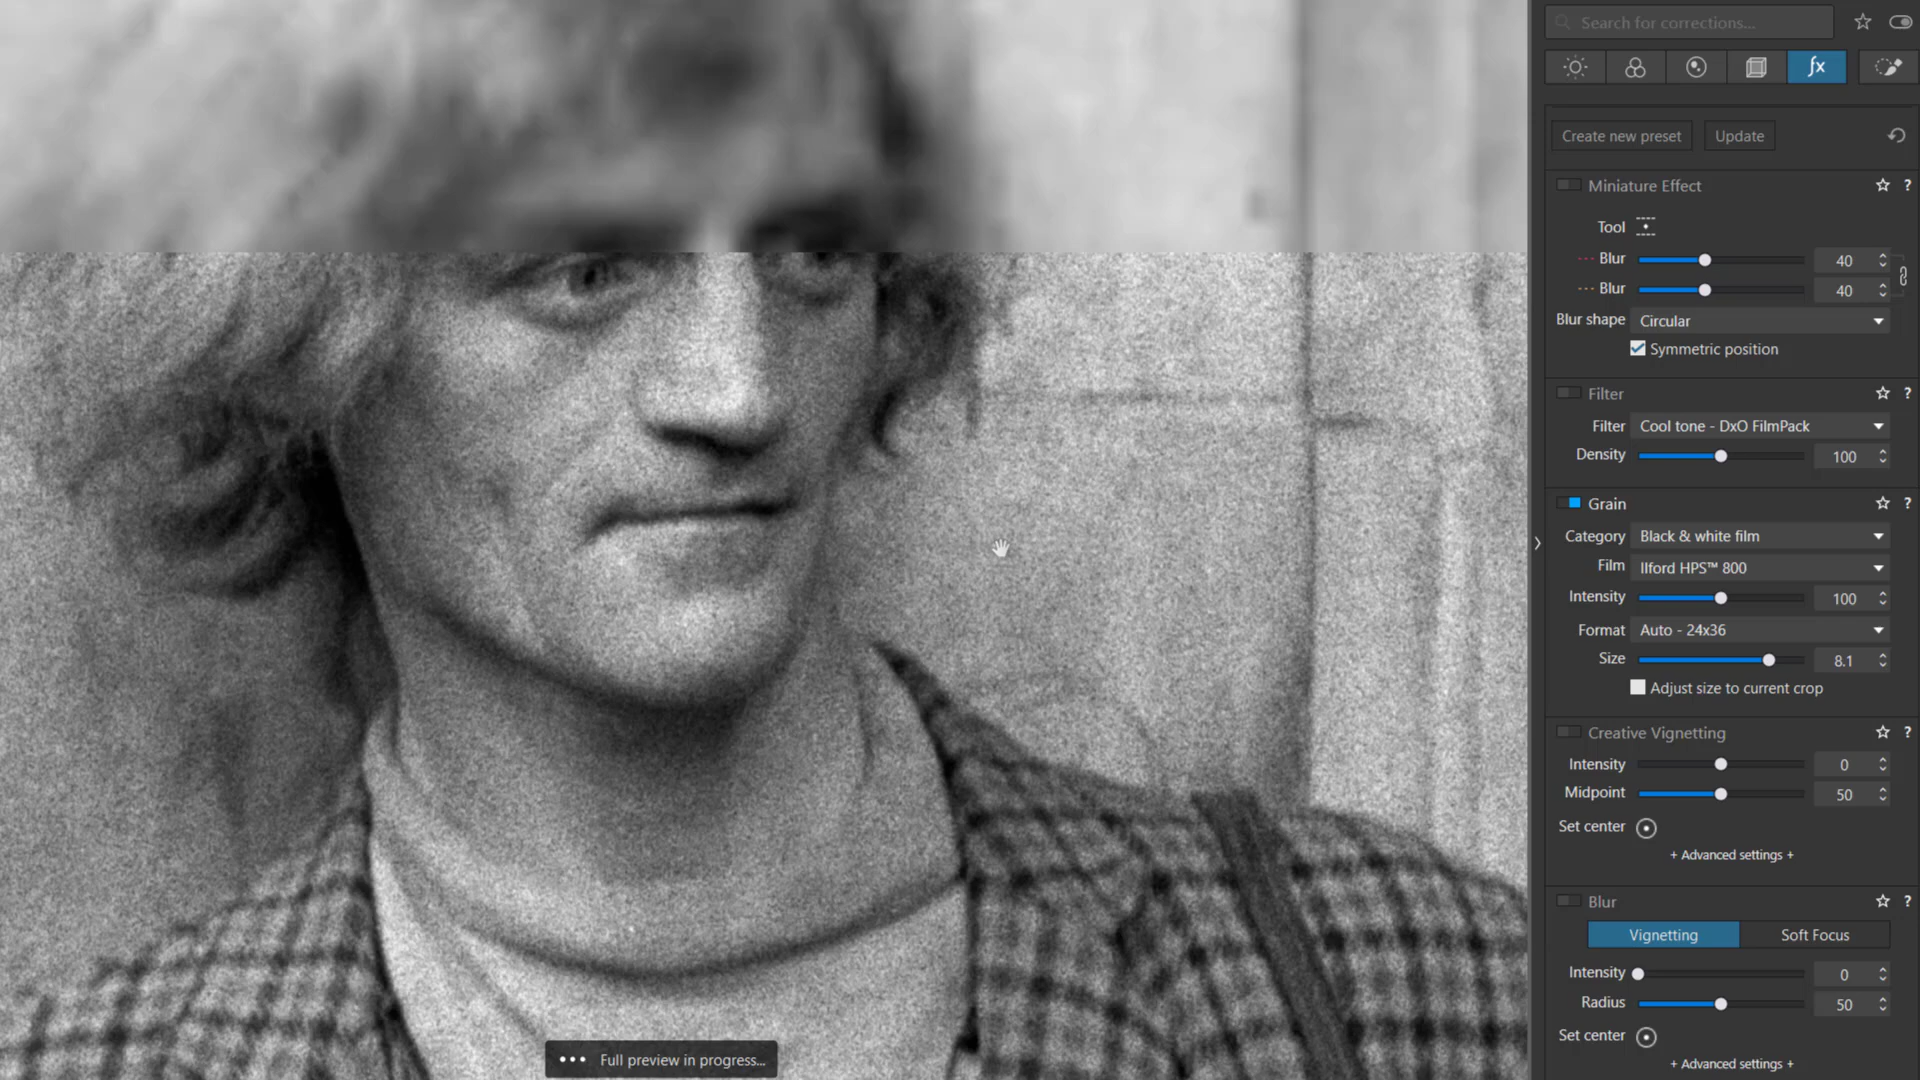 Search for corrections...
fx
Create new preset Update
Miniature Effect ?
Tool
Blur 40
Blur 40
Blur shape Circular
Symmetric position
Filter ?
Filter Cool tone - DxO FilmPack
Density 100
Grain ?
Category Black & white film
Film Ilford HPS™ 800
Intensity 100
Format Auto - 24x36
Size 8.1
Adjust size to current crop
Creative Vignetting ?
Intensity 0
Midpoint 50
Set center
+ Advanced settings +
Blur ?
Vignetting Soft Focus
Intensity 0
Radius 50
Set center
+ Advanced settings +
Full preview in progress...